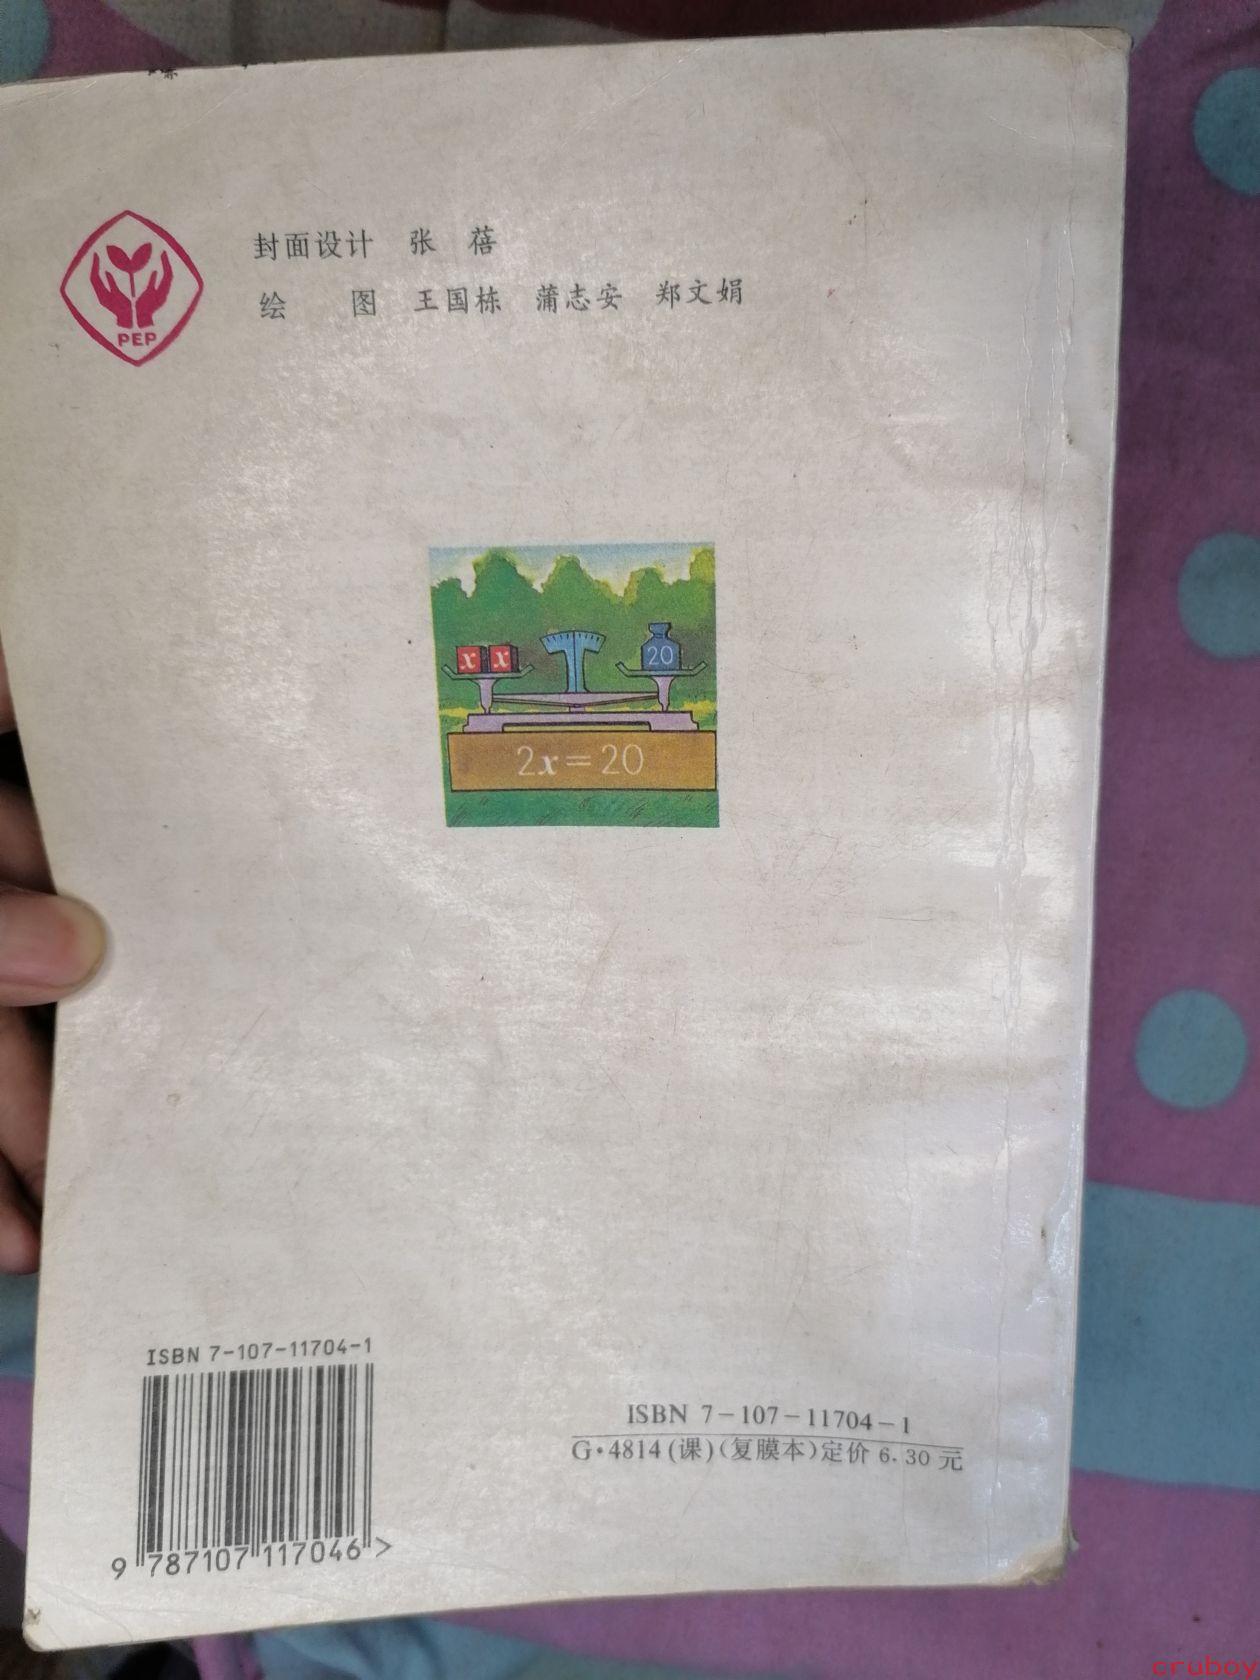 PEP
封面设计 张 蓓
绘 图 王国栋 蒲志安 郑文娟
x x 20
2x=20
ISBN 7-107-11704-1
9 787107 117046 >
ISBN 7-107-11704-1
G·4814(课)(复膜本)定价 6.30 元
cruboy